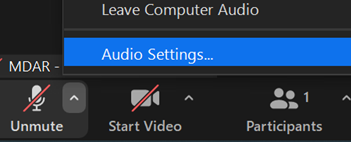 Leave Computer Audio
Audio Settings...
MDAR -
1
Unmute
Start Video
Participants